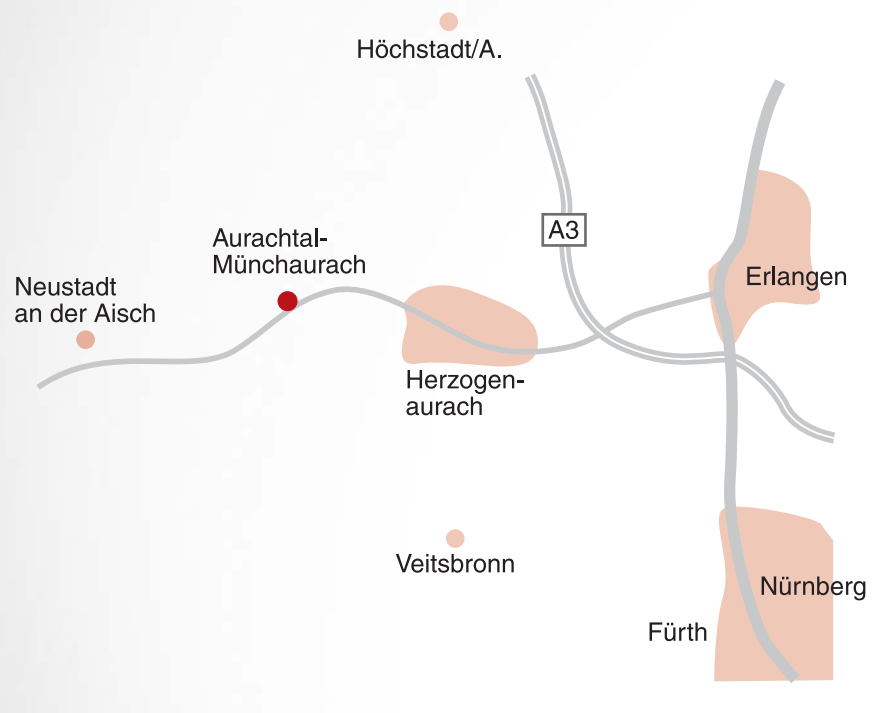 Höchstadt/A.
A3
Aurachtal-
Münchaurach
Erlangen
Neustadt
an der Aisch
Herzogen-
aurach
Veitsbronn
Nürnberg
Fürth